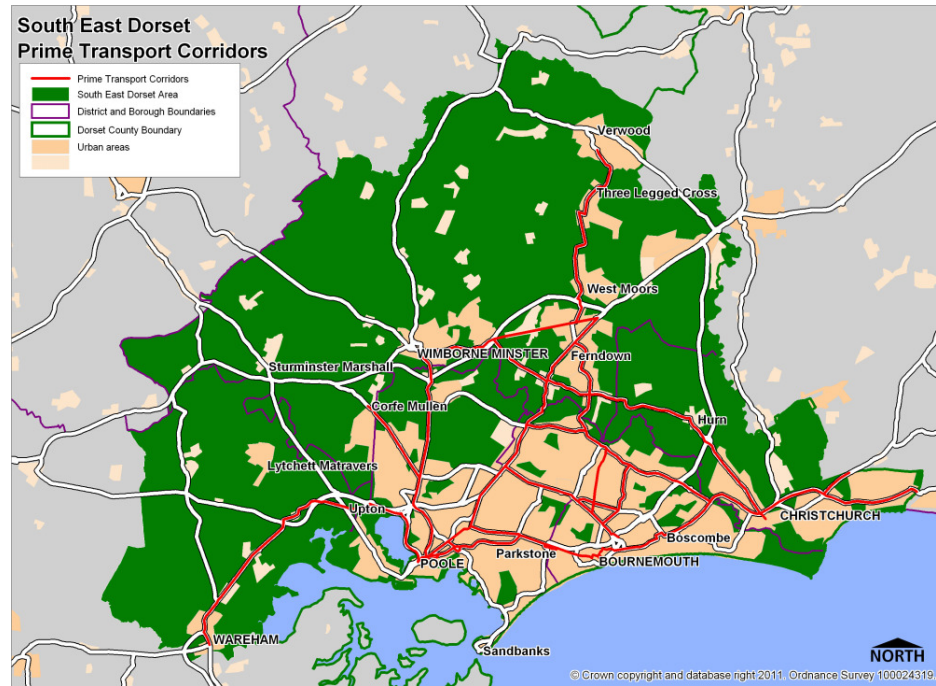 South East Dorset
Prime Transport Corridors
Prime Transport Corridors
South East Dorset Area
District and Borough Boundaries
Dorset County Boundary
Urban areas
Verwood
Three Legged Cross
West Moors
WIMBORNE MINSTER
Ferndown
Sturminster Marshall
Corfe Mullen
Hurn
Lytchett Matravers
Upton
CHRISTCHURCH
Boscombe
Parkstone
POOLE
BOURNEMOUTH
WAREHAM
Sandbanks
NORTH
© Crown copyright and database right 2011. Ordnance Survey 100024319.